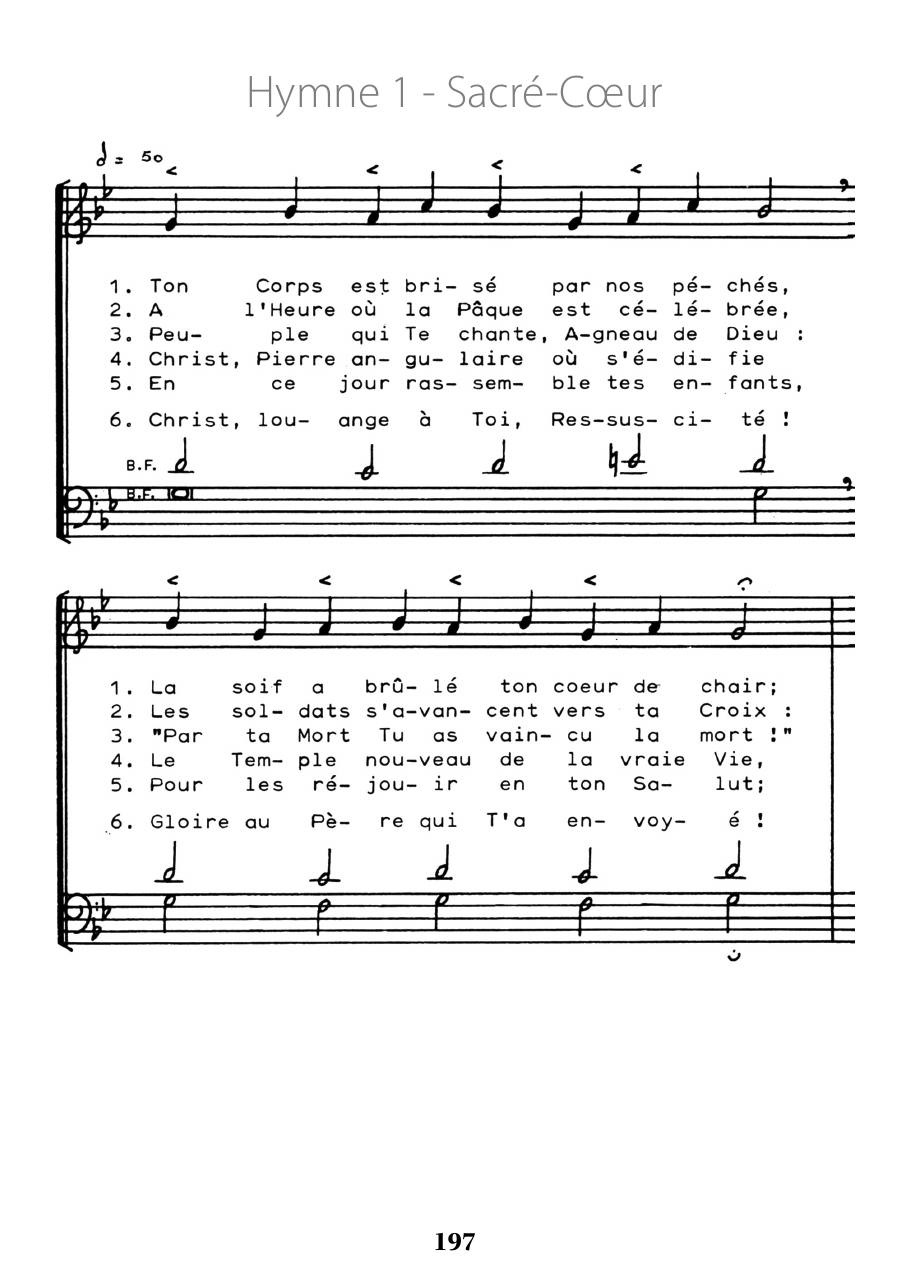 Hymne 1 - Sacré-Cœur
= 50
1. Ton Corps est bri- sé par nos pé- chés,
2. A l'Heure où la Pâque est cé- lé- brée,
3. Peu- ple qui Te chante, A-gneau de Dieu :
4. Christ, Pierre an- gu- laire où s'é- di- fie
5. En ce jour ras- sem- ble tes en- fants,
6. Christ, lou- ange à Toi, Res-sus- ci- té !
B.F.
B.F.
1. La soif a brû- lé ton coeur de chair;
2. Les sol- dats s'a-van- cent vers ta Croix :
3. "Par ta Mort Tu as vain- cu la mort !"
4. Le Tem- ple nou-veau de la vraie Vie,
5. Pour les ré- jou- ir en ton Sa- lut;
6. Gloire au Pè- re qui T'a en- voy- é !
197